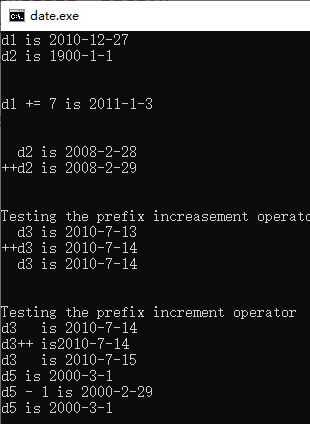 date.exe
d1 is 2010-12-27
d2 is 1900-1-1
d1 += 7 is 2011-1-3
d2 is 2008-2-28
++d2 is 2008-2-29
Testing the prefix increasement
d3 is 2010-7-13
++d3 is 2010-7-14
d3 is 2010-7-14
Testing the prefix increment operator
d3   is 2010-7-14
d3++ is2010-7-14
d3   is 2010-7-15
d5 is 2000-3-1
d5 - 1 is 2000-2-29
d5 is 2000-3-1